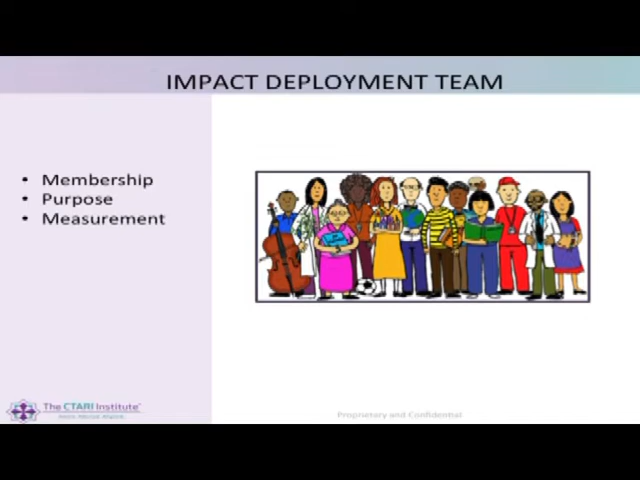 IMPACT DEPLOYMENT TEAM
• Membership
• Purpose
• Measurement
The CTARI Institute
Proprietary and Confidential